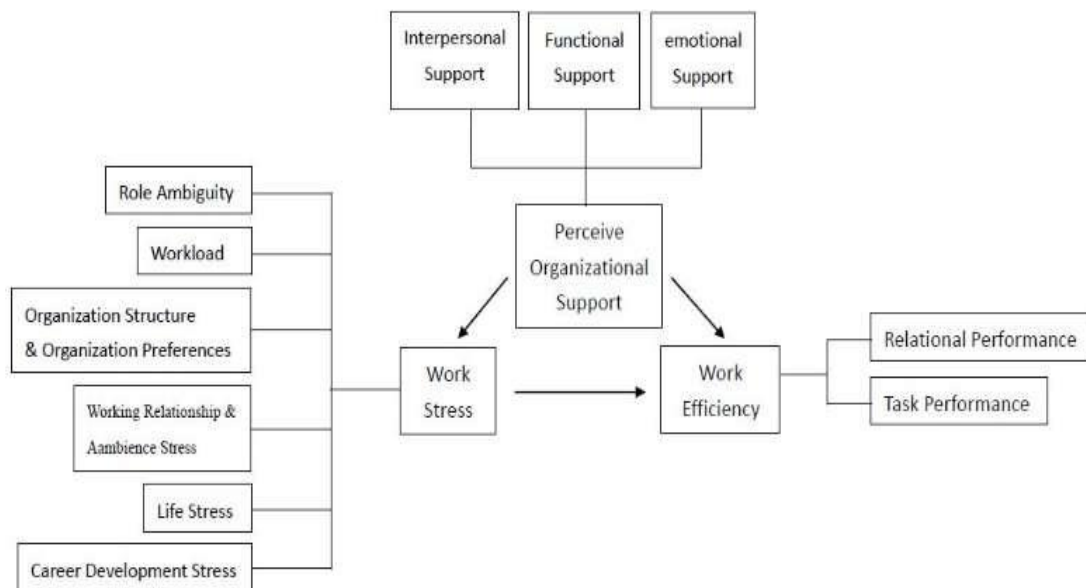 Interpersonal
Support
Functional
Support
emotional
Support
Role Ambiguity
Workload
Organization Structure
& Organization Preferences
Working Relationship &
Aambience Stress
Life Stress
Career Development Stress
Perceive
Organizational
Support
Work
Stress
Work
Efficiency
Relational Performance
Task Performance